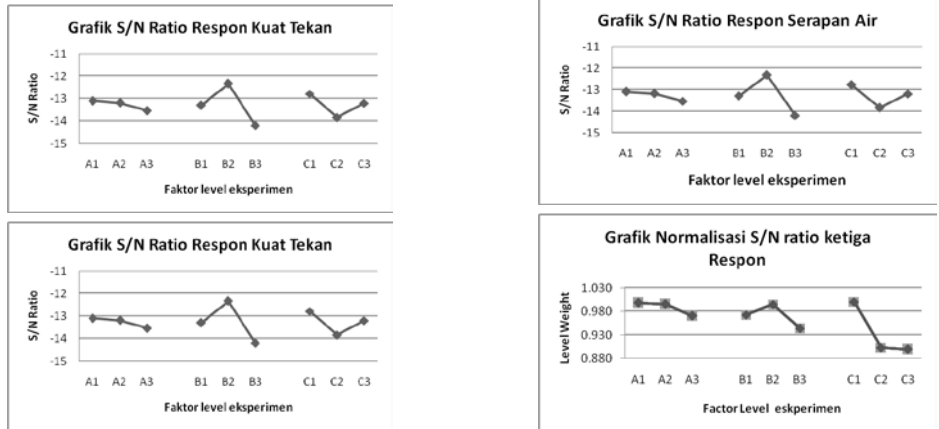 Grafik S/N Ratio Respon Kuat Tekan
-11
-12
-13
-14
-15
S/N Ratio
A1 A2 A3 B1 B2 B3 C1 C2 C3
Faktor level eksperimen
Grafik S/N Ratio Respon Serapan Air
-11
-12
-13
-14
-15
S/N Ratio
A1 A2 A3 B1 B2 B3 C1 C2 C3
Faktor level eksperimen
Grafik S/N Ratio Respon Kuat Tekan
-11
-12
-13
-14
-15
S/N Ratio
A1 A2 A3 B1 B2 B3 C1 C2 C3
Faktor level eksperimen
Grafik Normalisasi S/N ratio ketiga
Respon
1.030
0.980
0.930
0.880
Level Weight
A1 A2 A3 B1 B2 B3 C1 C2 C3
Factor Level eskperimen